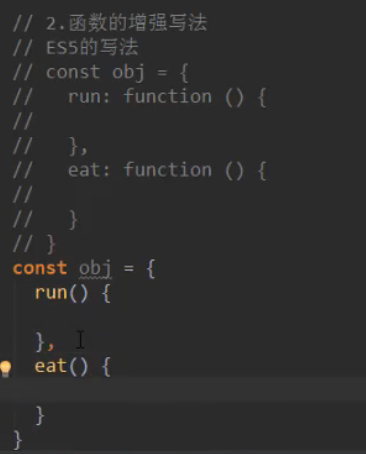 // 2.函数的增强写法
// ES5的写法
// const obj = {
//   run: function () {
//
//   },
//   eat: function () {
//
//   }
// }
const obj = {
  run() {

  },
  eat() {

  }
}